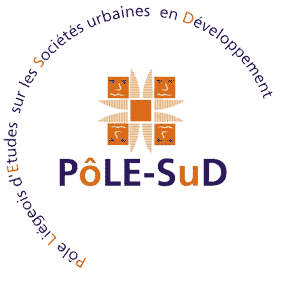 Pôle Liégeois d'Etudes sur les Sociétés urbaines en Développement
PôLE-SuD